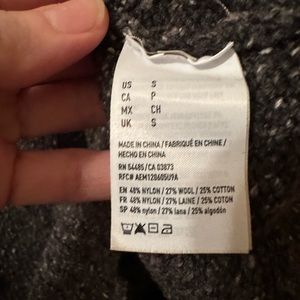 US S
CA P
MX CH
UK S
MADE IN CHINA / FABRIQUÉ EN CHINE /
HECHO EN CHINA
RN 54485/ CA 03873
RFC# AEM120605U9A
EN 48% NYLON / 27% WOOL / 25% COTTON
FR 48% NYLON / 27% LAINE / 25% COTON
SP 48% nylon / 27% lana / 25% algodón